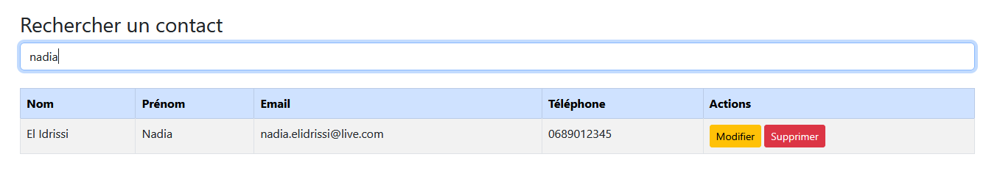 Rechercher un contact
nadia
Nom Prénom Email Téléphone Actions
El Idrissi Nadia nadia.elidrissi@live.com 0689012345 Modifier Supprimer